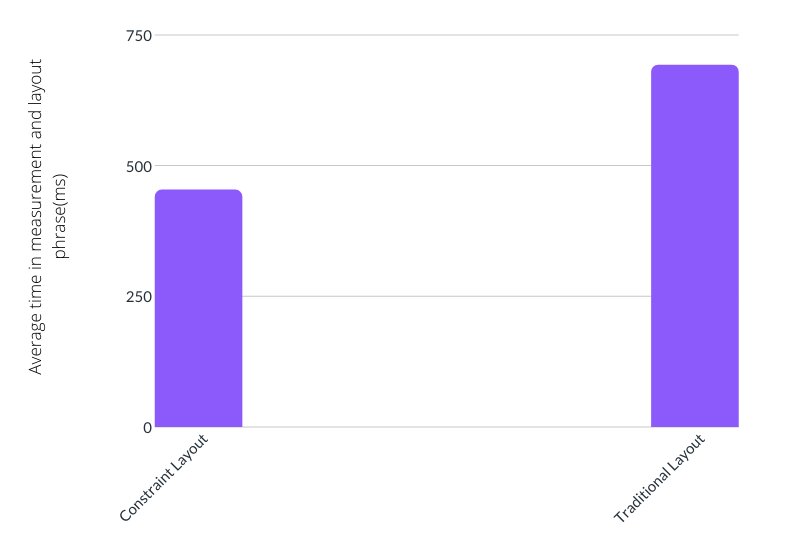 Average time in measurement and layout
phrase(ms)
750
500
250
0
Constraint Layout
Traditional Layout